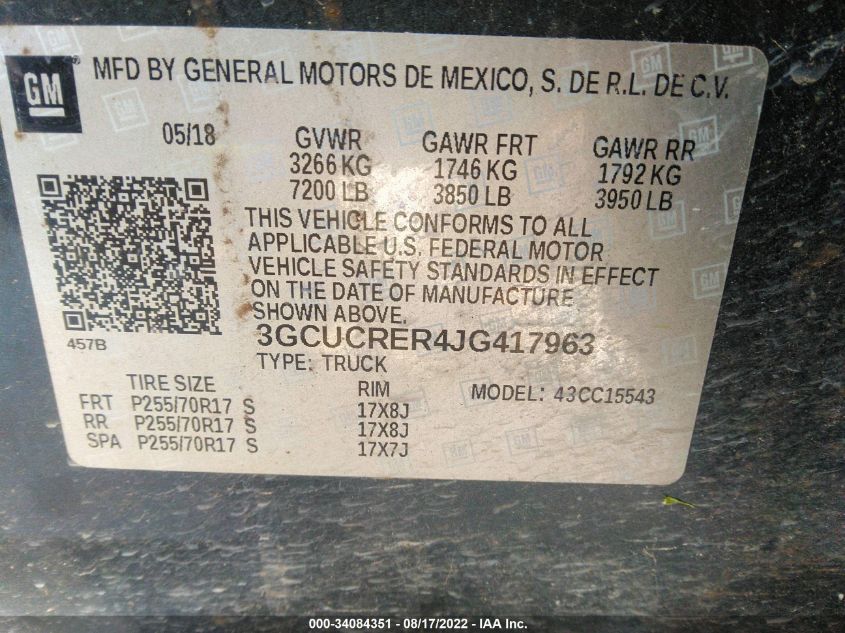 GM
MFD BY GENERAL MOTORS DE MEXICO, S. DE R.L. DE C.V.
05/18 GVWR GAWR FRT GAWR RR
3266 KG 1746 KG 1792 KG
7200 LB 3850 LB 3950 LB
THIS VEHICLE CONFORMS TO ALL
APPLICABLE U.S. FEDERAL MOTOR
VEHICLE SAFETY STANDARDS IN EFFECT
ON THE DATE OF MANUFACTURE
SHOWN ABOVE.
457B 3GCUCRER4JG417963
TYPE: TRUCK
TIRE SIZE RIM MODEL: 43CC15543
FRT P255/70R17 S 17X8J
RR P255/70R17 S 17X8J
SPA P255/70R17 S 17X7J
000-34084351 - 08/17/2022 - IAA Inc.